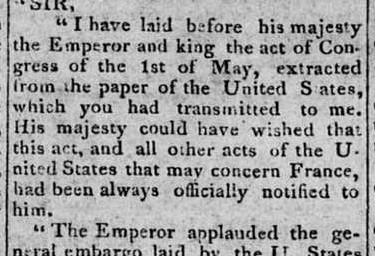 "SIR,
"I have laid before his majesty
the Emperor and king the act of Con-
gress of the 1st of May, extracted
from the paper of the United States,
which you had transmitted to me.
His majesty could have wished that
this act, and all other acts of the U-
nited States that may concern France,
had been always officially notified to
him.
"The Emperor applauded the ge-
neral embargo laid by the U. States